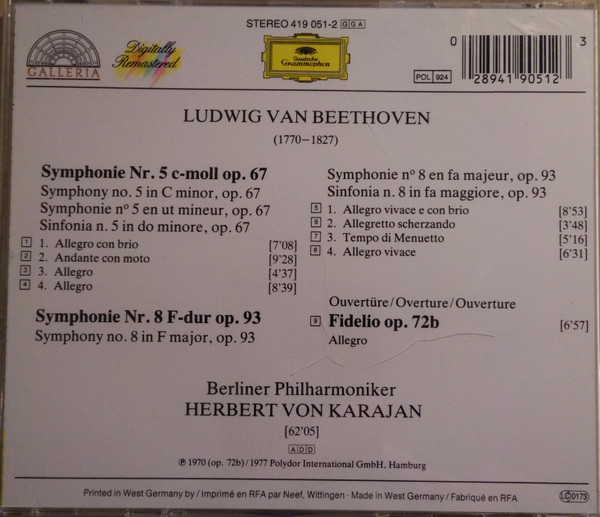 STEREO 419 051-2 GGA
GALLERIA
Digitally
Remastered
Deutsche
Grammophon
POL 924
0 28941 90512 3
LUDWIG VAN BEETHOVEN
(1770–1827)
Symphonie Nr. 5 c-moll op. 67
Symphony no. 5 in C minor, op. 67
Symphonie nº 5 en ut mineur, op. 67
Sinfonia n. 5 in do minore, op. 67
1 1. Allegro con brio [7'08]
2 2. Andante con moto [9'28]
3 3. Allegro [4'37]
4 4. Allegro [8'39]
Symphonie Nr. 8 F-dur op. 93
Symphony no. 8 in F major, op. 93
Symphonie nº 8 en fa majeur, op. 93
Sinfonia n. 8 in fa maggiore, op. 93
5 1. Allegro vivace e con brio [8'53]
6 2. Allegretto scherzando [3'48]
7 3. Tempo di Menuetto [5'16]
8 4. Allegro vivace [6'31]
Ouvertüre/Overture/Ouverture
9 Fidelio op. 72b [6'57]
Allegro
Berliner Philharmoniker
HERBERT VON KARAJAN
[62'05]
ADD
℗ 1970 (op. 72b) / 1977 Polydor International GmbH, Hamburg
Printed in West Germany by / Imprimé en RFA par Neef, Wittingen · Made in West Germany / Fabriqué en RFA
LC 0173